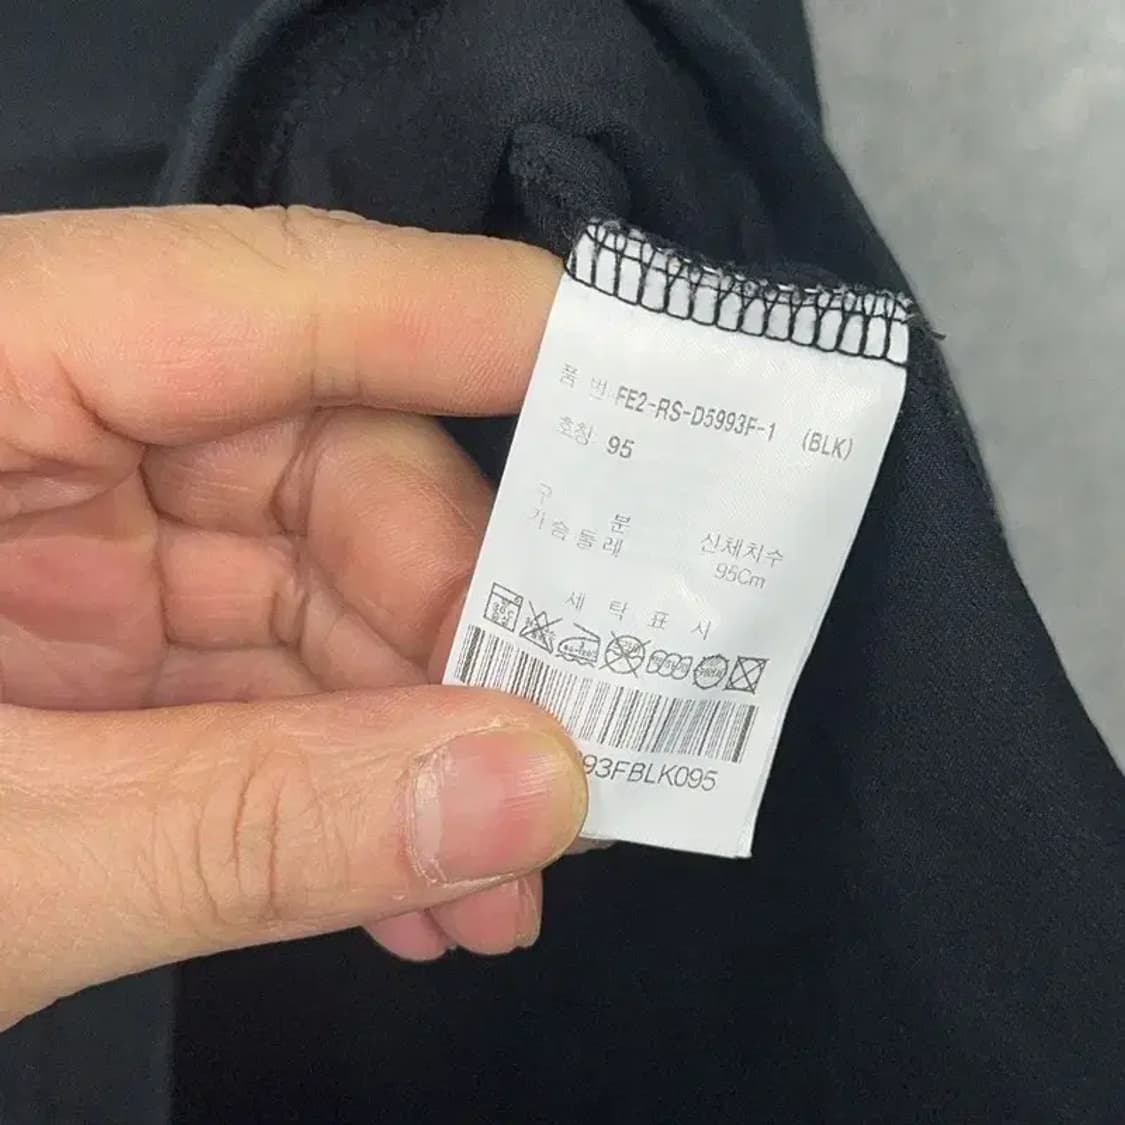 품 번 FE2-RS-D5993F-1 (BLK)
호칭 95
구 분 신체치수
가슴둘레 95Cm
세 탁 표 시
93FBLK095